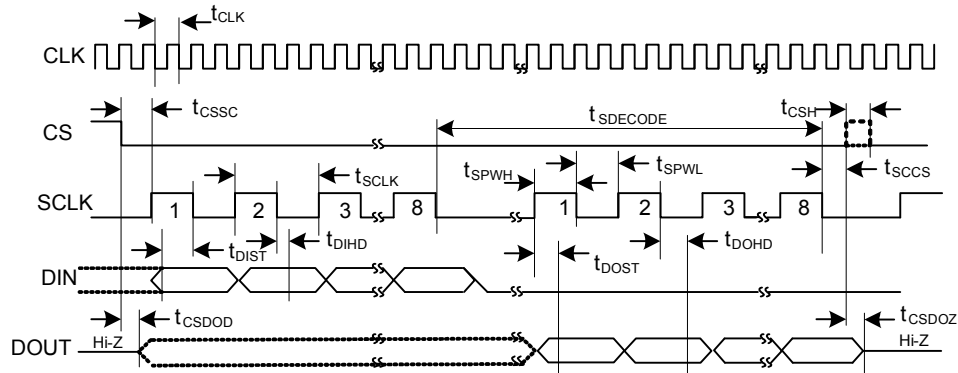 tCLK
CLK
tCSSC
tSDECODE
tCSH
CS
tSCLK
tSPWH
tSPWL
tSCCS
SCLK
1
2
3
8
1
2
3
8
tDIST
tDIHD
tDOST
tDOHD
DIN
tCSDOD
tCSDOZ
DOUT
Hi-Z
Hi-Z